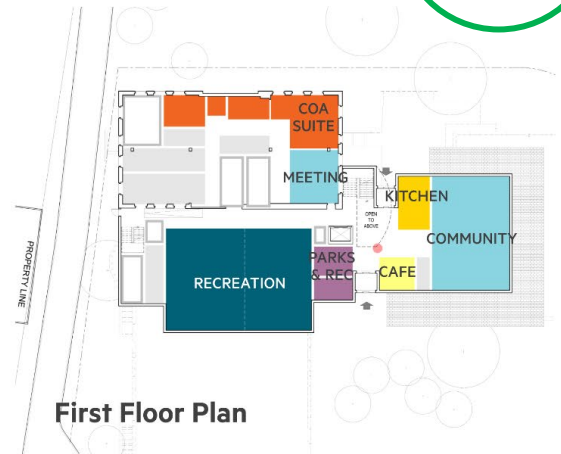 COA
SUITE
MEETING
KITCHEN
OPEN
TO
ABOVE
COMMUNITY
PROPERTY LINE
PARKS
& REC
CAFE
RECREATION
First Floor Plan